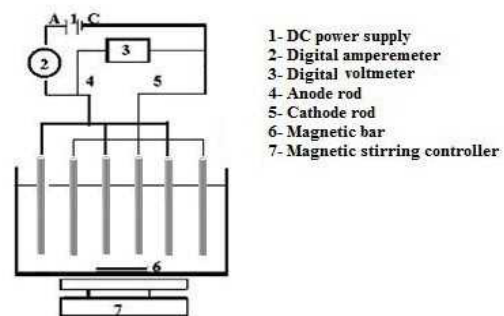 A 1 C
2
3
4
5
6
7
1- DC power supply
2- Digital amperemeter
3- Digital voltmeter
4- Anode rod
5- Cathode rod
6- Magnetic bar
7- Magnetic stirring controller